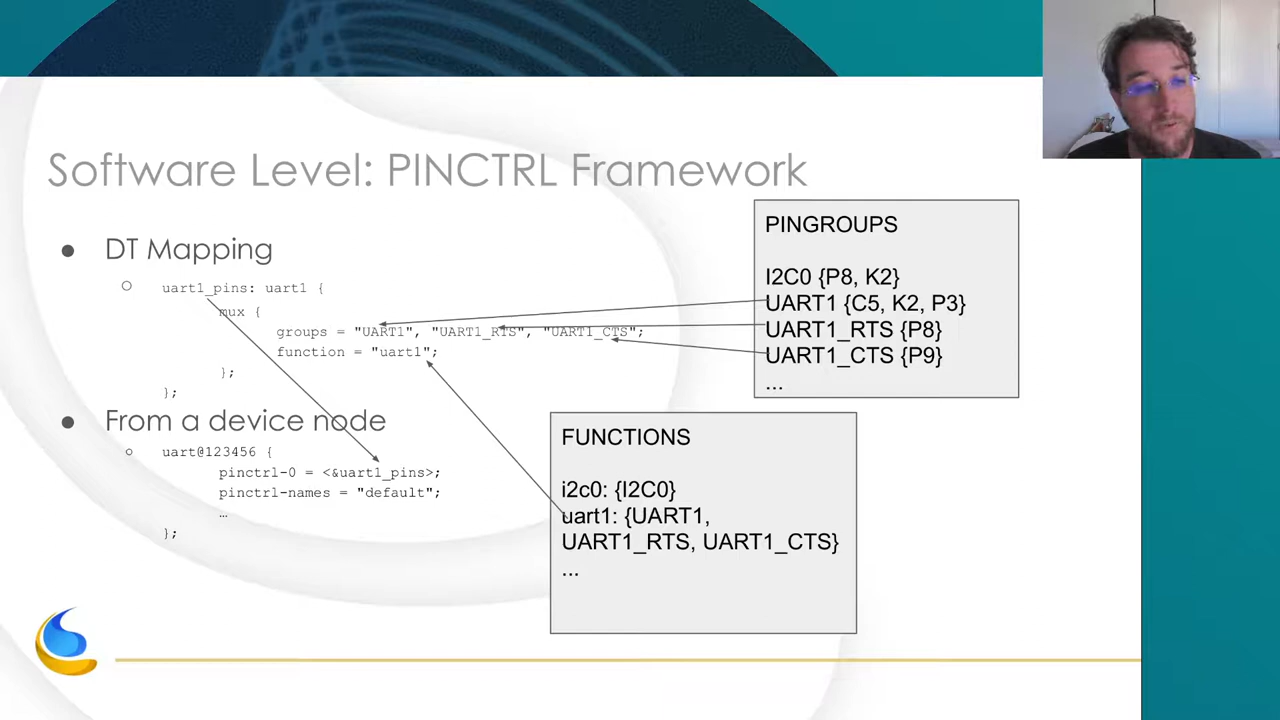 Software Level: PINCTRL Framework
● DT Mapping
○ uart1_pins: uart1 {
mux {
groups = "UART1", "UART1_RTS", "UART1_CTS";
function = "uart1";
};
};
● From a device node
○ uart@123456 {
pinctrl-0 = <&uart1_pins>;
pinctrl-names = "default";
…
};
PINGROUPS
I2C0 {P8, K2}
UART1 {C5, K2, P3}
UART1_RTS {P8}
UART1_CTS {P9}
...
FUNCTIONS
i2c0: {I2C0}
uart1: {UART1,
UART1_RTS, UART1_CTS}
...